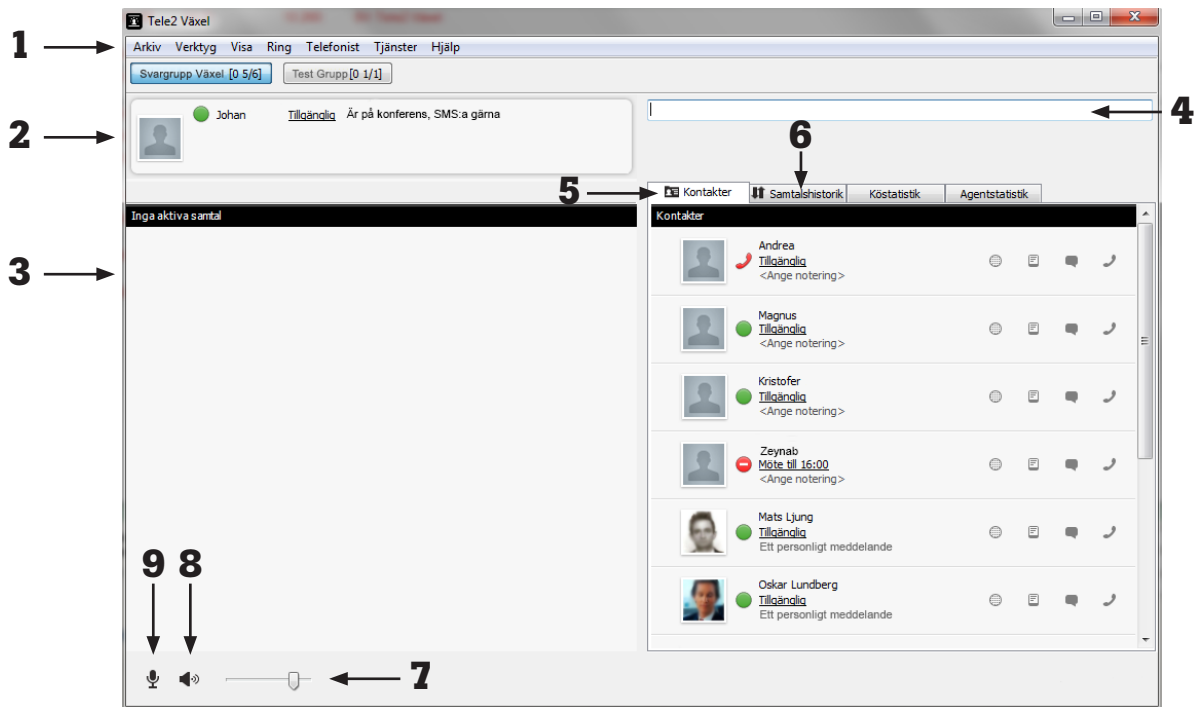 Tele2 Växel
1
Arkiv Verktyg Visa Ring Telefonist Tjänster Hjälp
Svargrupp Växel [0 5/6] Test Grupp[0 1/1]
2
Johan Tillgänglig Är på konferens, SMS:a gärna
4
6
5
Kontakter Samtalshistorik Köstatistik Agentstatistik
Inga aktiva samtal
Kontakter
3
Andrea
Tillgänglig
<Ange notering>
Magnus
Tillgänglig
<Ange notering>
Kristofer
Tillgänglig
<Ange notering>
Zeynab
Möte till 16:00
<Ange notering>
Mats Ljung
Tillgänglig
Ett personligt meddelande
Oskar Lundberg
Tillgänglig
Ett personligt meddelande
9 8
7